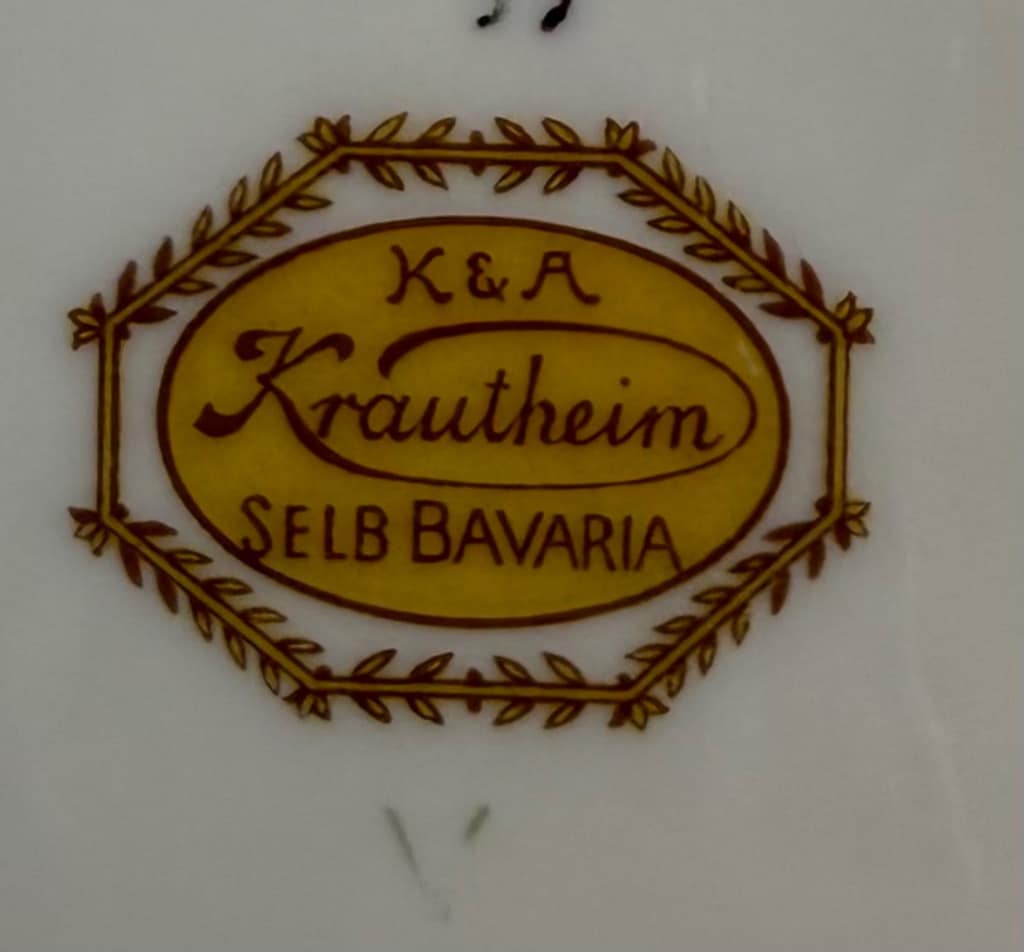 K & A
Krautheim
SELB BAVARIA